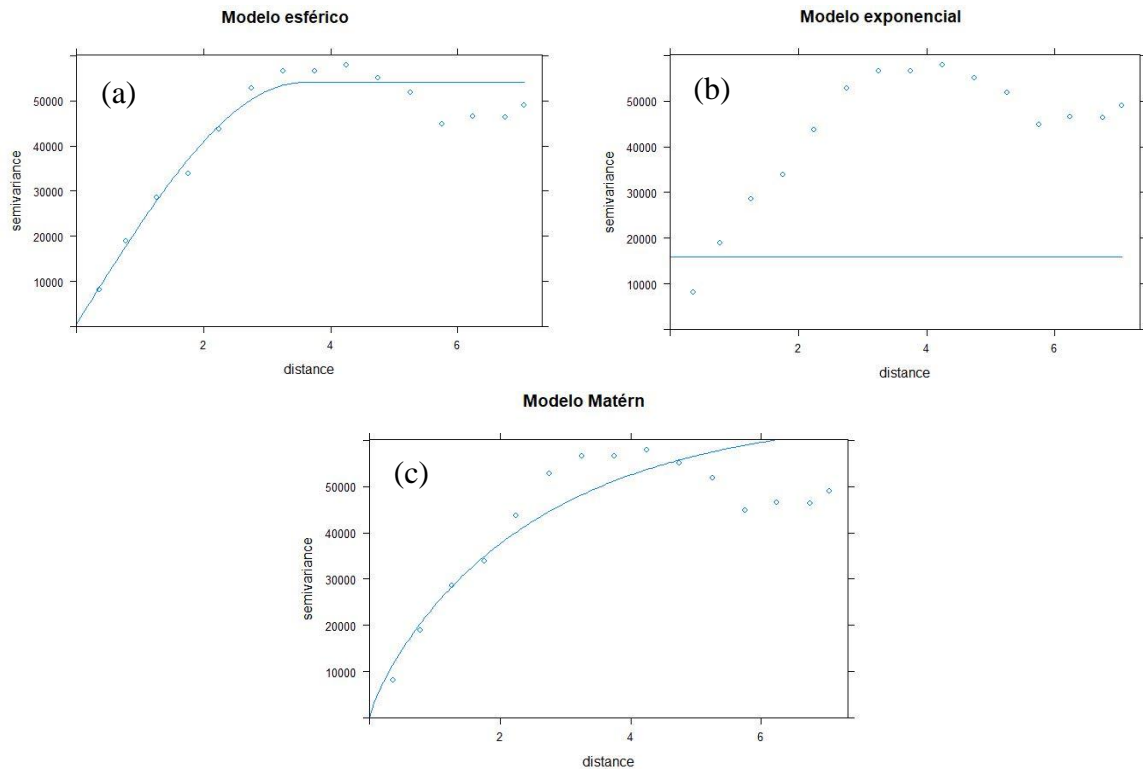 Modelo esférico
(a)
50000
40000
30000
20000
10000
semivariance
2
4
6
distance
Modelo exponencial
(b)
50000
40000
30000
20000
10000
semivariance
2
4
6
distance
Modelo Matérn
(c)
50000
40000
30000
20000
10000
semivariance
2
4
6
distance